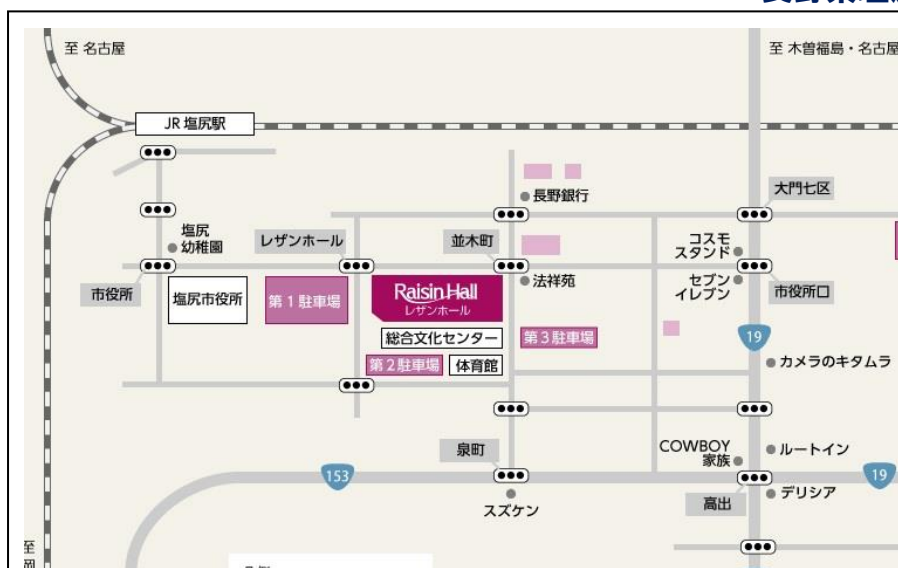 至 名古屋
至 木曽福島・名古屋
JR 塩尻駅
長野銀行
大門七区
塩尻
幼稚園
レザンホール
並木町
コスモ
スタンド
市役所
塩尻市役所
第1駐車場
Raisin Hall
レザンホール
法祥苑
セブン
イレブン
市役所口
総合文化センター
第3駐車場
19
第2駐車場
体育館
カメラのキタムラ
泉町
COWBOY
家族
ルートイン
153
19
スズケン
高出
デリシア
至